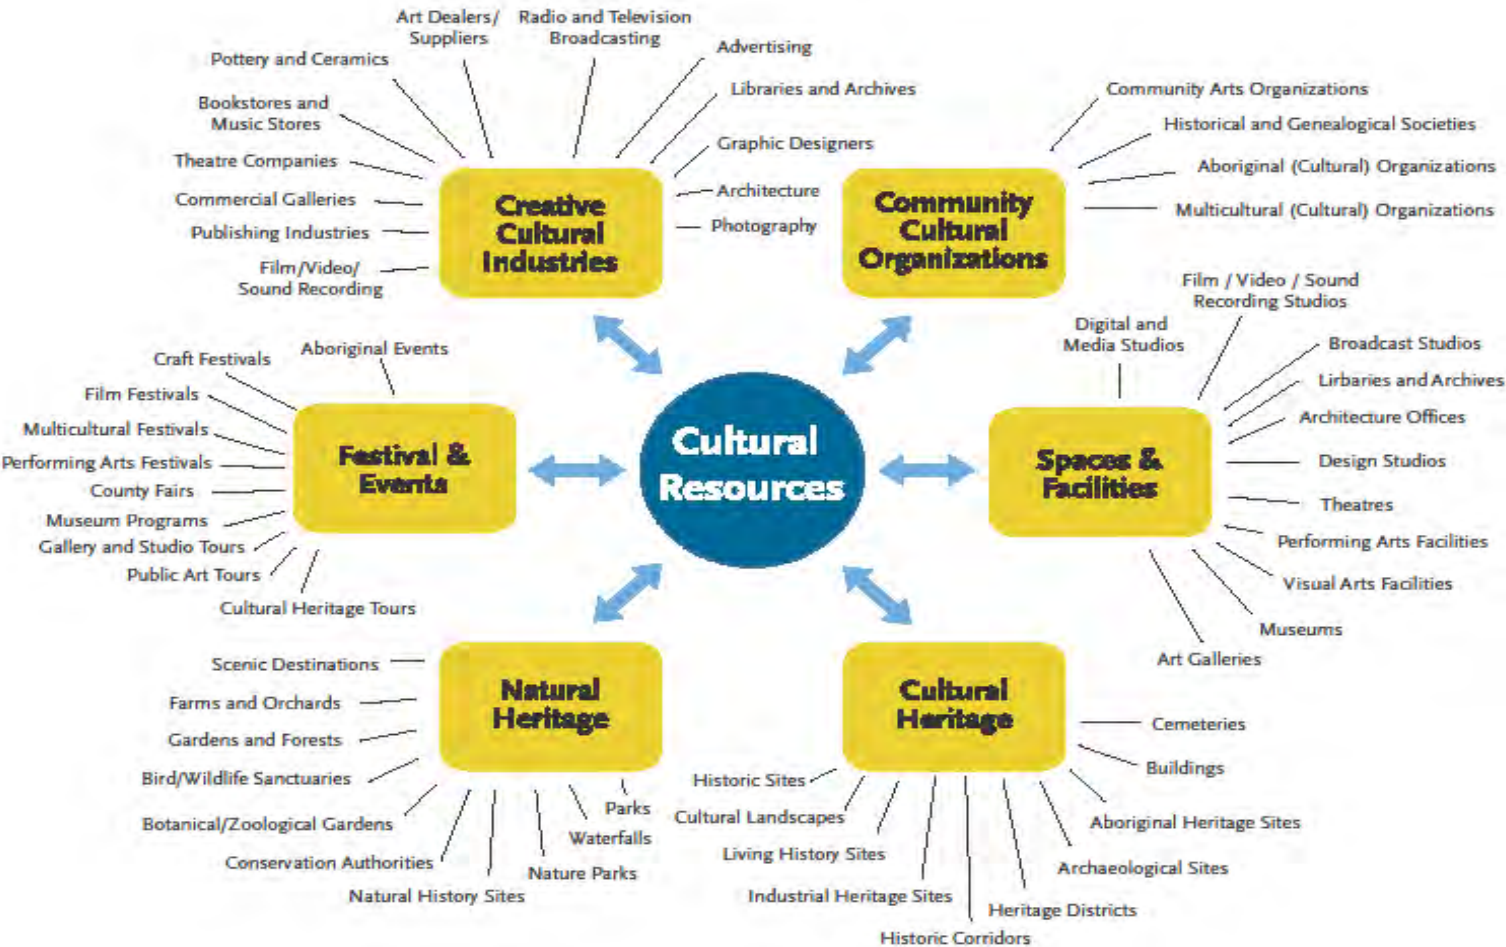 Art Dealers/
Suppliers
Radio and Television
Broadcasting
Advertising
Pottery and Ceramics
Libraries and Archives
Bookstores and
Music Stores
Graphic Designers
Theatre Companies
Architecture
Commercial Galleries
Photography
Publishing Industries
Film/Video/
Sound Recording
Creative
Cultural
Industries
Community Arts Organizations
Historical and Genealogical Societies
Aboriginal (Cultural) Organizations
Multicultural (Cultural) Organizations
Community
Cultural
Organizations
Aboriginal Events
Craft Festivals
Film Festivals
Multicultural Festivals
Performing Arts Festivals
County Fairs
Museum Programs
Gallery and Studio Tours
Public Art Tours
Cultural Heritage Tours
Festival &
Events
Cultural
Resources
Film / Video / Sound
Recording Studios
Digital and
Media Studios
Broadcast Studios
Lirbaries and Archives
Architecture Offices
Design Studios
Theatres
Performing Arts Facilities
Visual Arts Facilities
Museums
Art Galleries
Spaces &
Facilities
Natural
Heritage
Scenic Destinations
Farms and Orchards
Gardens and Forests
Bird/Wildlife Sanctuaries
Botanical/Zoological Gardens
Conservation Authorities
Natural History Sites
Nature Parks
Waterfalls
Parks
Cultural
Heritage
Cemeteries
Buildings
Aboriginal Heritage Sites
Archaeological Sites
Heritage Districts
Historic Corridors
Industrial Heritage Sites
Living History Sites
Cultural Landscapes
Historic Sites